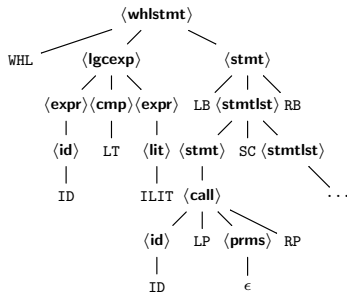 ⟨whlstmt⟩
WHL ⟨lgcexp⟩ ⟨stmt⟩
⟨expr⟩ ⟨cmp⟩ ⟨expr⟩ LB ⟨stmtlst⟩ RB
⟨id⟩ LT ⟨lit⟩ ⟨stmt⟩ SC ⟨stmtlst⟩
ID ILIT ⟨call⟩ ...
⟨id⟩ LP ⟨prms⟩ RP
ID ϵ